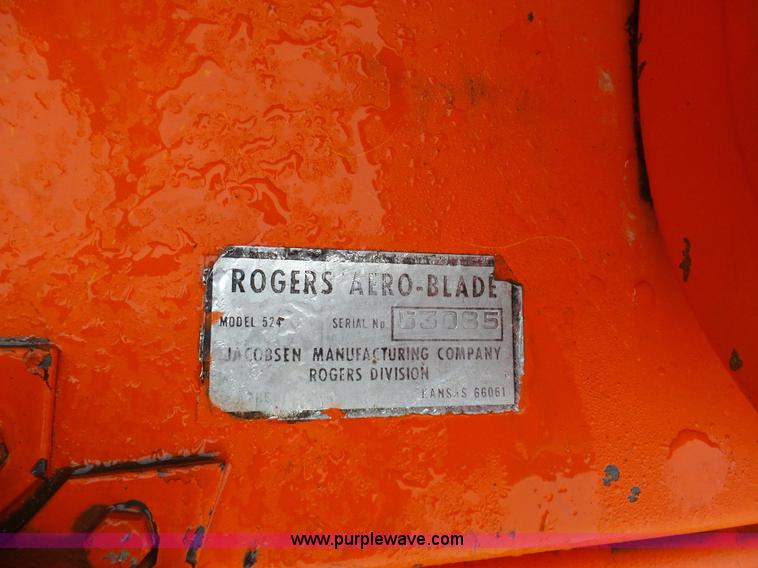 ROGERS AERO-BLADE
MODEL 524 SERIAL No. 53085
JACOBSEN MANUFACTURING COMPANY
ROGERS DIVISION
KANSAS 66061
www.purplewave.com